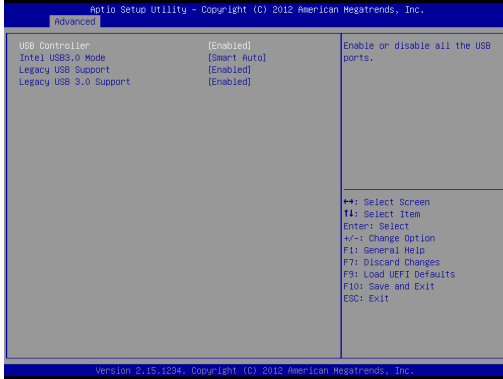 Aptio Setup Utility – Copyright (C) 2012 American Megatrends, Inc.
Advanced
USB Controller [Enabled]
Intel USB3.0 Mode [Smart Auto]
Legacy USB Support [Enabled]
Legacy USB 3.0 Support [Enabled]
Enable or disable all the USB
ports.
↔: Select Screen
↑↓: Select Item
Enter: Select
+/-: Change Option
F1: General Help
F7: Discard Changes
F9: Load UEFI Defaults
F10: Save and Exit
ESC: Exit
Version 2.15.1234. Copyright (C) 2012 American Megatrends, Inc.